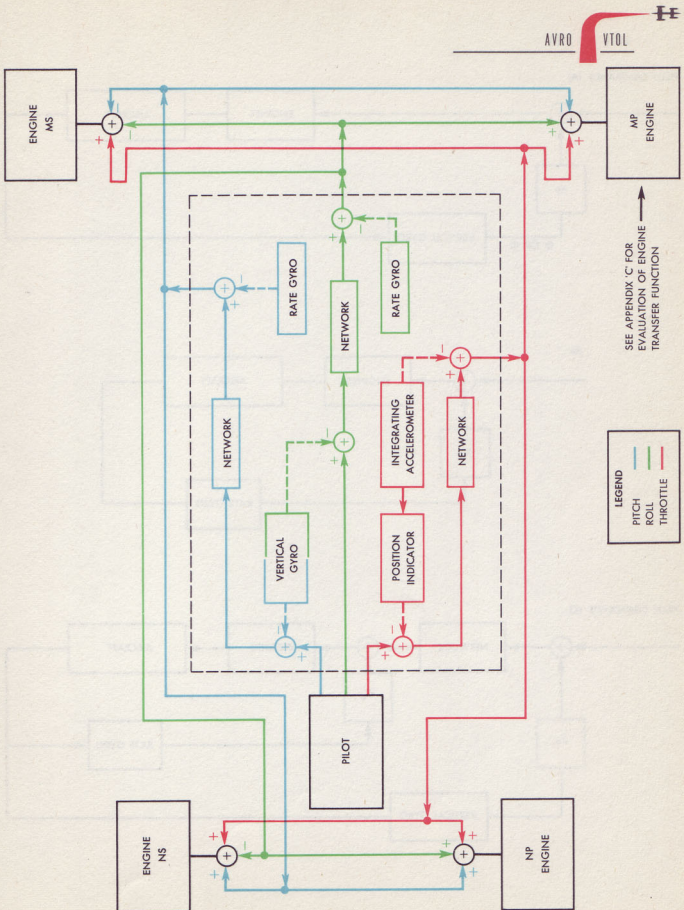 AVRO VTOL
ENGINE
MS
MP
ENGINE
SEE APPENDIX 'C' FOR
EVALUATION OF ENGINE
TRANSFER FUNCTION
RATE GYRO
NETWORK
RATE GYRO
NETWORK
INTEGRATING
ACCELEROMETER
NETWORK
VERTICAL
GYRO
POSITION
INDICATOR
LEGEND
PITCH
ROLL
THROTTLE
PILOT
ENGINE
NS
NP
ENGINE